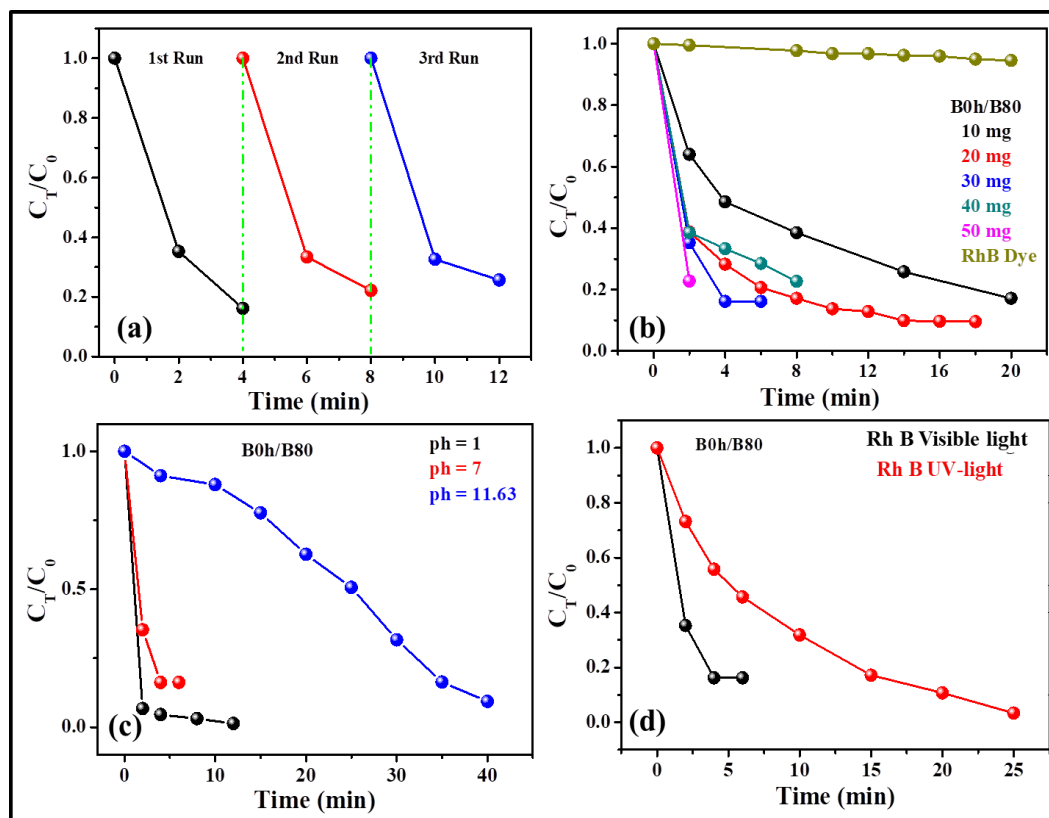 1st Run 2nd Run 3rd Run
C_T/C_0
1.0
0.8
0.6
0.4
0.2
0.0
(a)
0 2 4 6 8 10 12
Time (min)
C_T/C_0
1.0
0.8
0.6
0.4
0.2
0.0
B0h/B80
10 mg
20 mg
30 mg
40 mg
50 mg
RhB Dye
(b)
0 4 8 12 16 20
Time (min)
C_T/C_0
1.0
0.5
0.0
B0h/B80
ph = 1
ph = 7
ph = 11.63
(c)
0 10 20 30 40
Time (min)
C_T/C_0
1.0
0.8
0.6
0.4
0.2
0.0
B0h/B80
Rh B Visible light
Rh B UV-light
(d)
0 5 10 15 20 25
Time (min)